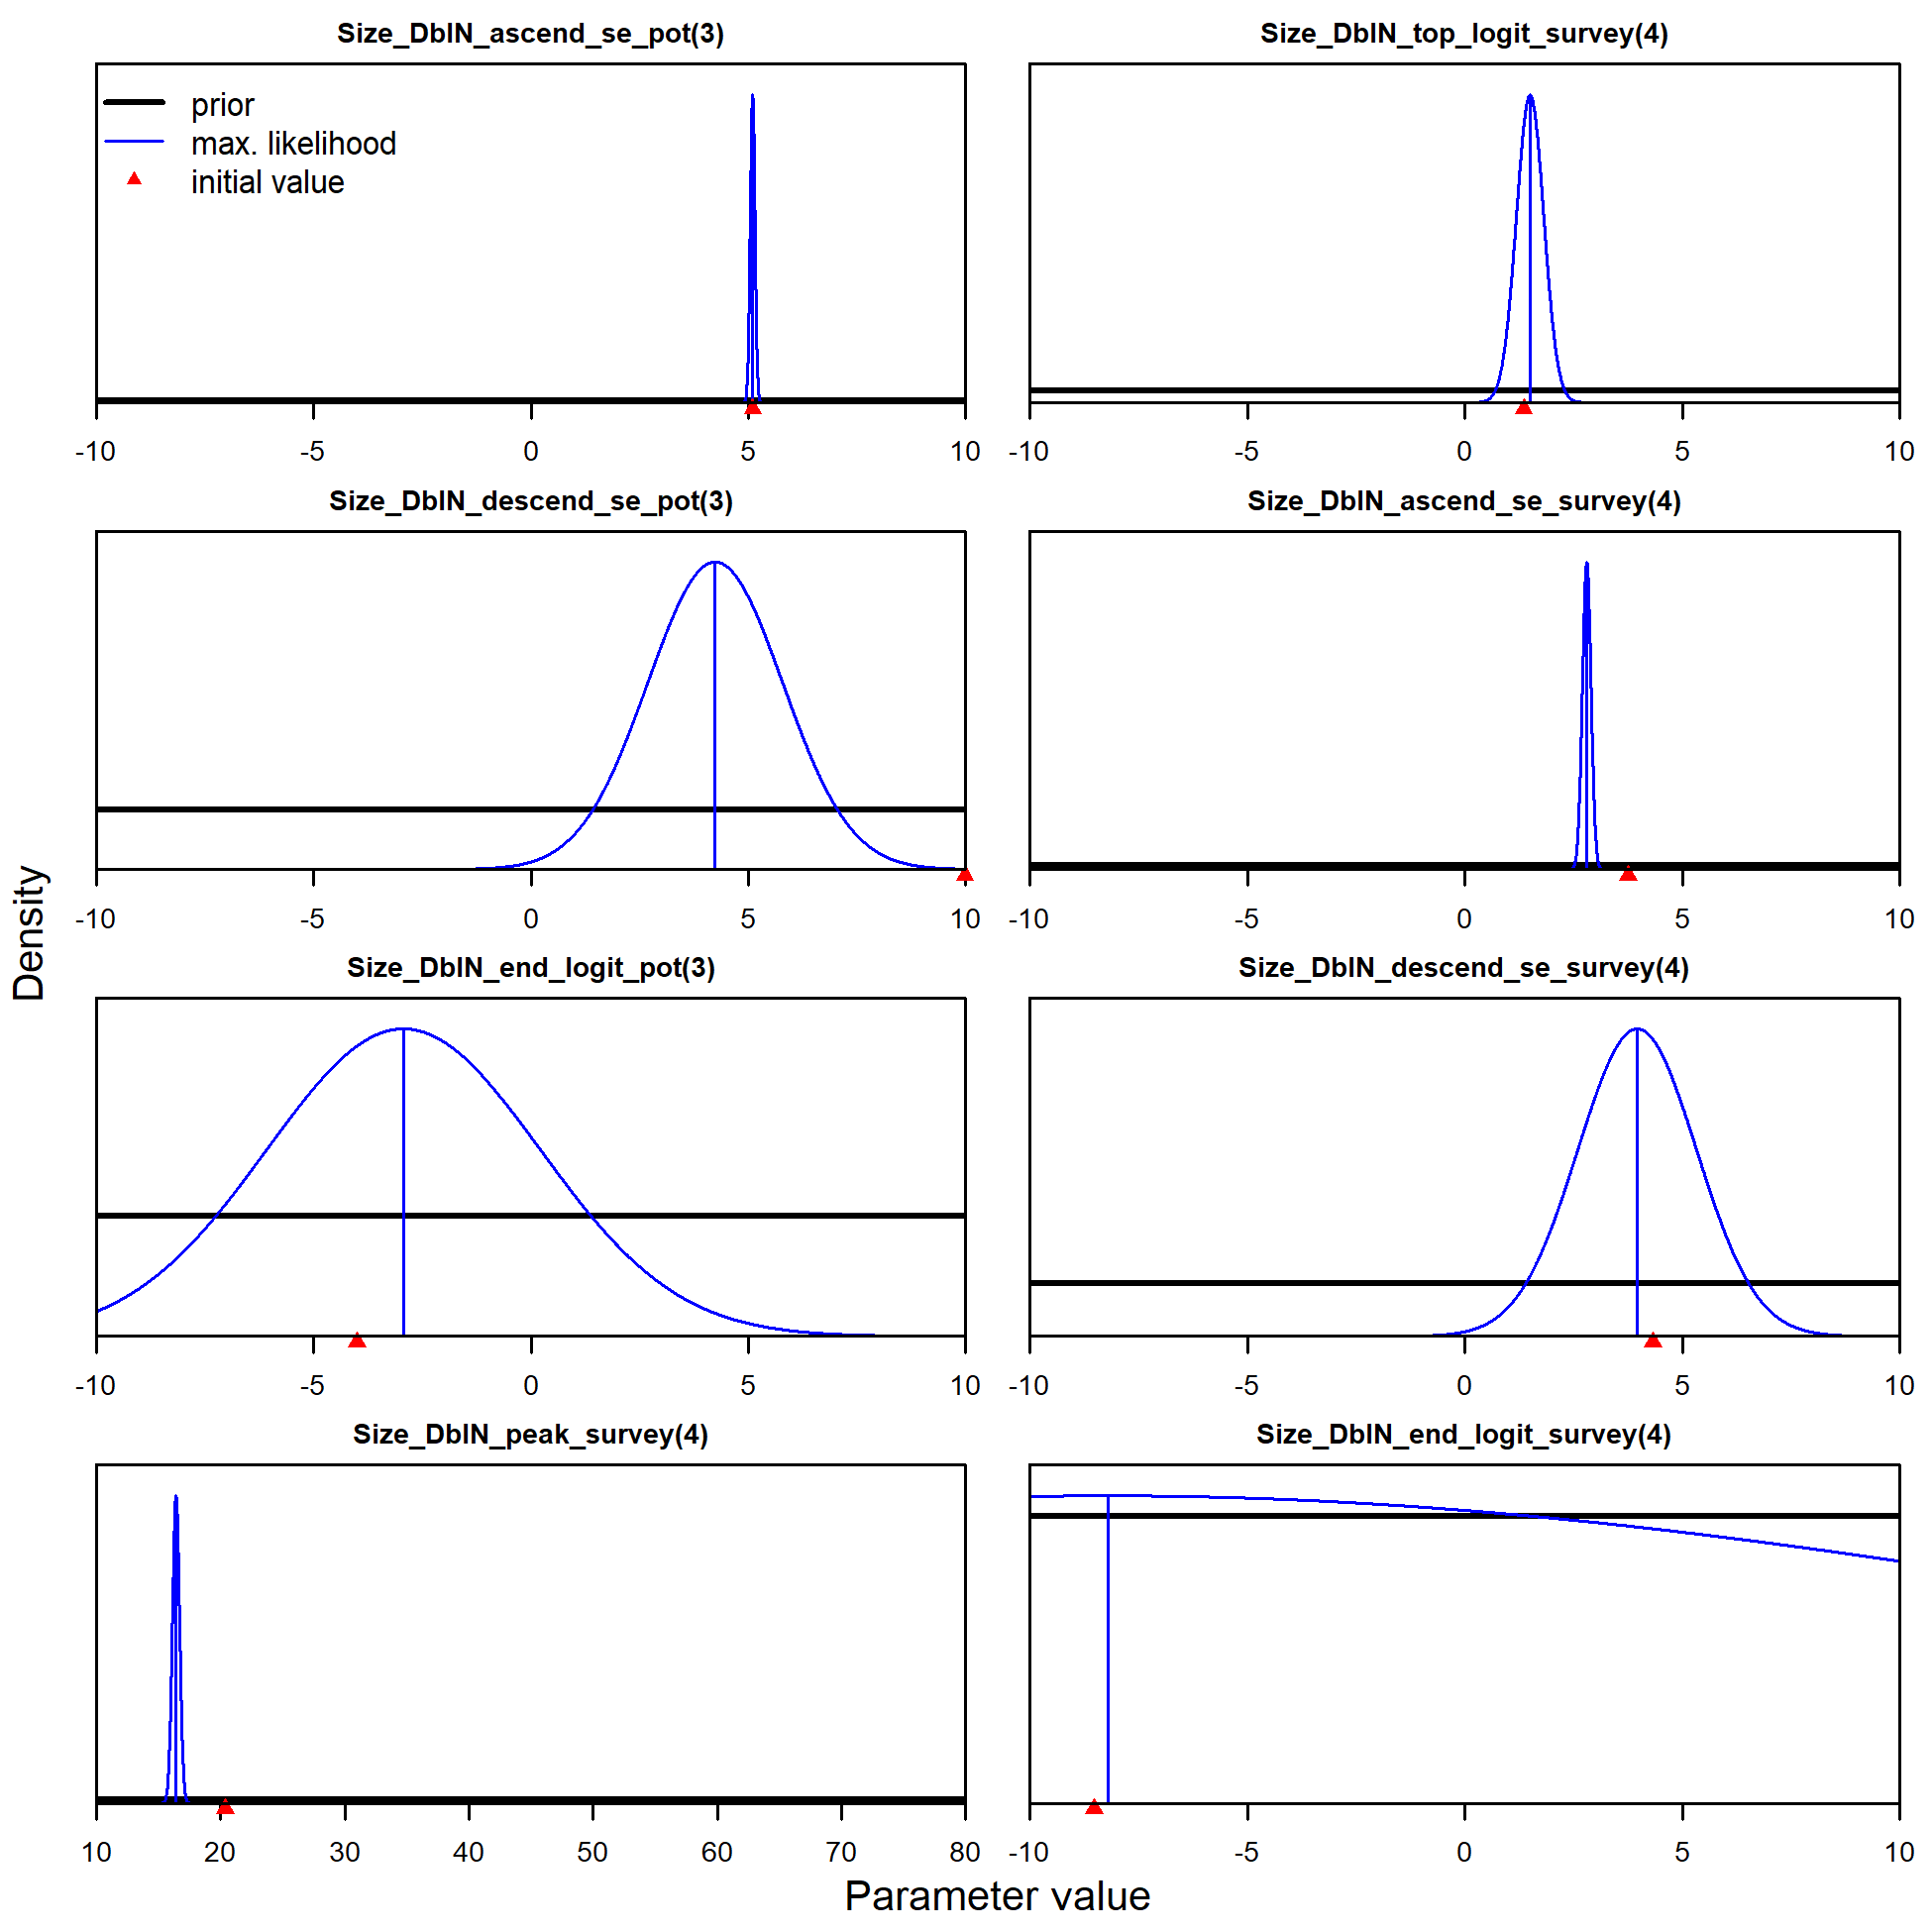 Size_DblN_ascend_se_pot(3)
prior
max. likelihood
initial value
-10 -5 0 5 10
Size_DblN_top_logit_survey(4)
-10 -5 0 5 10
Size_DblN_descend_se_pot(3)
-10 -5 0 5 10
Size_DblN_ascend_se_survey(4)
-10 -5 0 5 10
Size_DblN_end_logit_pot(3)
-10 -5 0 5 10
Size_DblN_descend_se_survey(4)
-10 -5 0 5 10
Size_DblN_peak_survey(4)
10 20 30 40 50 60 70 80
Size_DblN_end_logit_survey(4)
-10 -5 0 5 10
Density
Parameter value